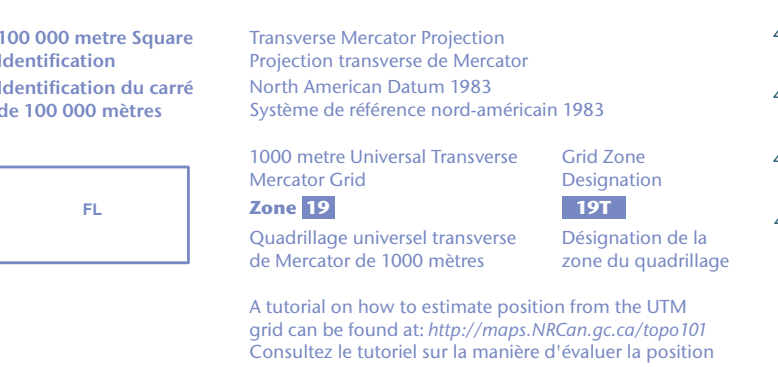 100 000 metre Square
Identification
Identification du carré
de 100 000 mètres
FL
Transverse Mercator Projection
Projection transverse de Mercator
North American Datum 1983
Système de référence nord-américain 1983
1000 metre Universal Transverse
Mercator Grid
Zone 19
Quadrillage universel transverse
de Mercator de 1000 mètres
Grid Zone
Designation
19T
Désignation de la
zone du quadrillage
A tutorial on how to estimate position from the UTM
grid can be found at: http://maps.NRCan.gc.ca/topo101
Consultez le tutoriel sur la manière d'évaluer la position